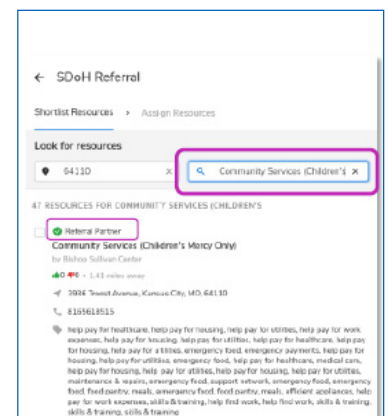 ← SDoH Referral
Shortlist Resources > Assign Resources
Look for resources
64110 × Community Services (Children's ×
47 RESOURCES FOR COMMUNITY SERVICES (CHILDREN'S
Referral Partner
Community Services (Children's Mercy Only)
by Bishop Sullivan Center
0 0 • 1.41 miles away
3936 Troost Avenue, Kansas City, MO, 64110
8165618515
help pay for healthcare, help pay for housing, help pay for utilities, help pay for work
expenses, help pay for housing, help pay for utilities, help pay for healthcare, help pay
for housing, help pay for utilities, emergency food, emergency payments, help pay for
housing, help pay for utilities, emergency food, help pay for healthcare, medical care,
help pay for housing, help pay for utilities, help pay for housing, help pay for utilities,
maintenance & repairs, emergency food, support network, emergency food, emergency
food, food pantry, meals, emergency food, food pantry, meals, efficient appliances, help
pay for work expenses, skills & training, help find work, help find work, skills & training,
skills & training, skills & training